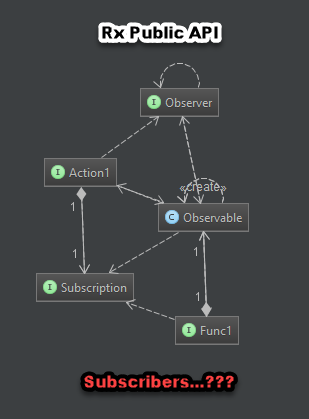 Rx Public API
I Observer
I Action1
«create»
C Observable
1
1
1
1
I Subscription
I Func1
Subscribers...???